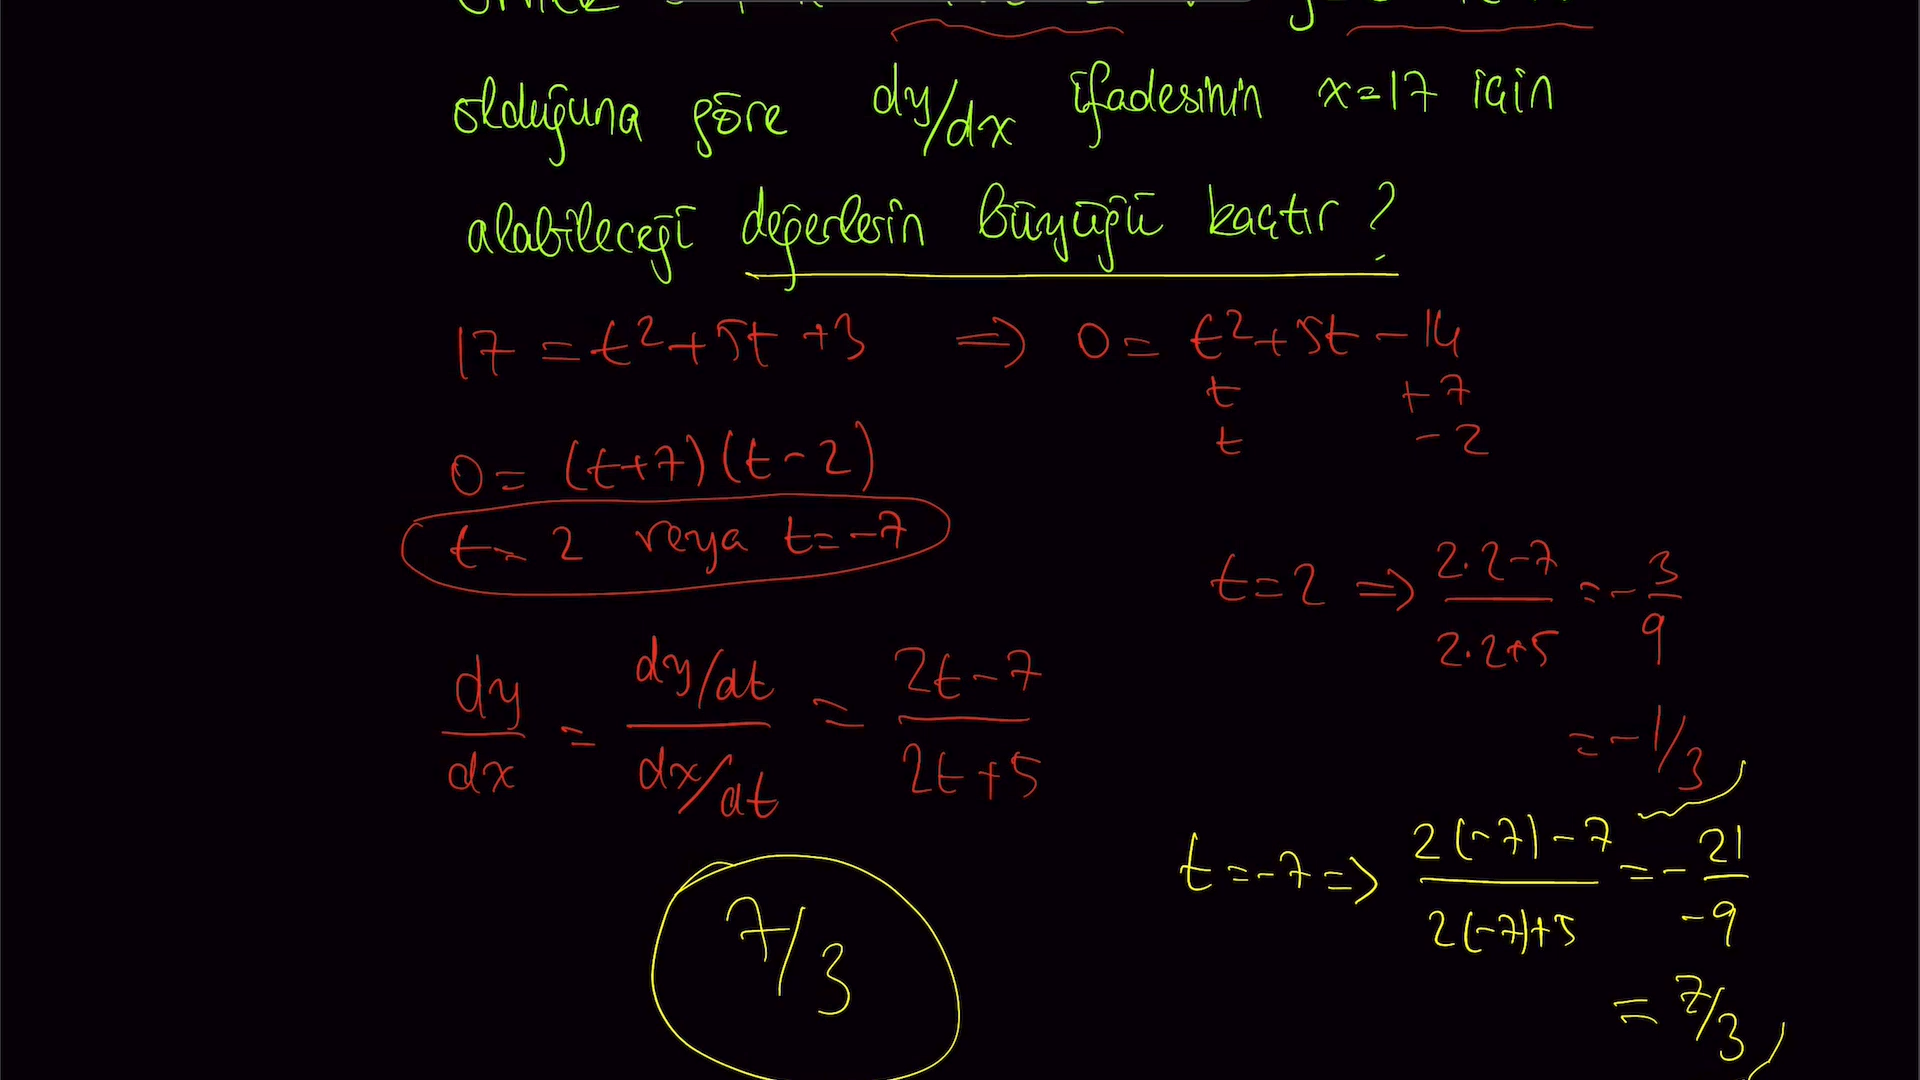 olduğuna göre dy/dx ifadesinin x=17 için
alabileceği değerlerin büyüğü kaçtır ?
17 = t²+5t+3 ⇒ 0= t²+5t-14
t +7
t -2
0= (t+7)(t-2)
t=2 veya t=-7
t=2 ⇒ (2.2-7)/(2.2+5) = -3/9
= -1/3
dy/dx = (dy/dt)/(dx/dt) = (2t-7)/(2t+5)
t=-7 ⇒ (2(-7)-7)/(2(-7)+5) = -21/-9
= 7/3
7/3